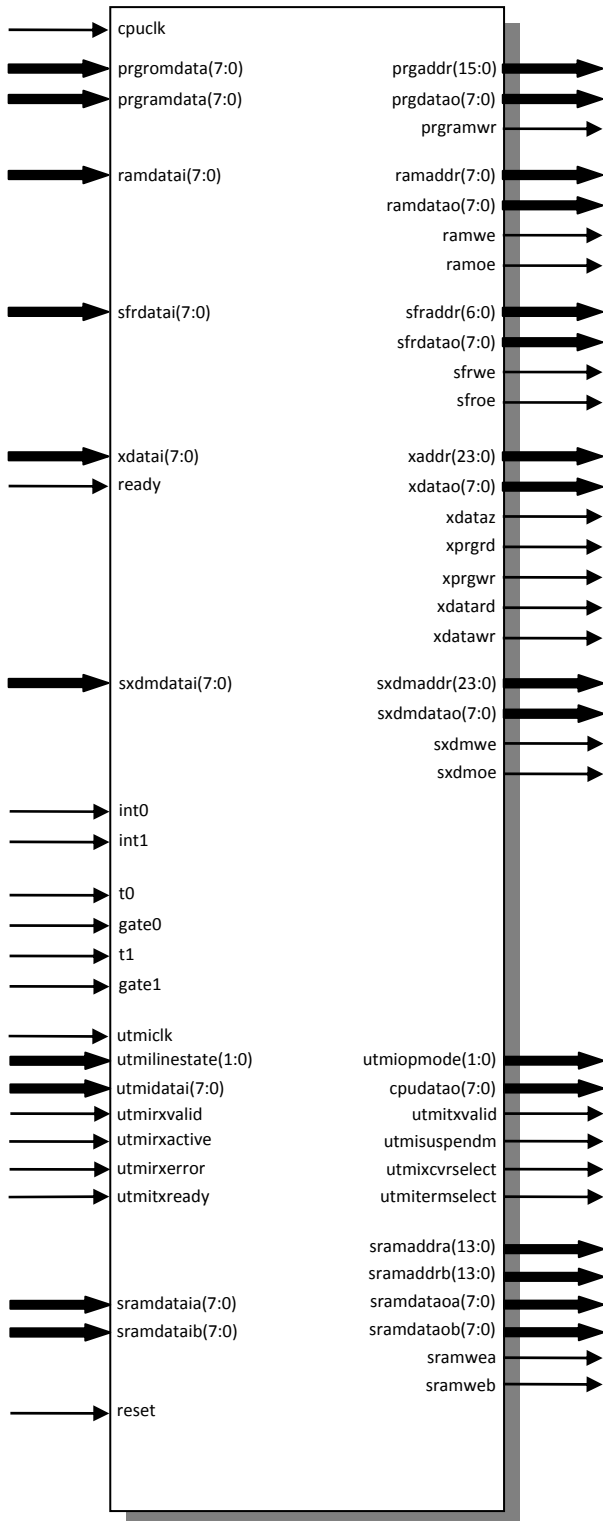 cpuclk
prgromdata(7:0) prgaddr(15:0)
prgramdata(7:0) prgdatao(7:0)
prgramwr
ramdatai(7:0) ramaddr(7:0)
ramdatao(7:0)
ramwe
ramoe
sfrdatai(7:0) sfraddr(6:0)
sfrdatao(7:0)
sfrwe
sfroe
xdatai(7:0) xaddr(23:0)
ready xdatao(7:0)
xdataz
xprgrd
xprgwr
xdatard
xdatawr
sxdmdatai(7:0) sxdmaddr(23:0)
sxdmdatao(7:0)
sxdmwe
sxdmoe
int0
int1
t0
gate0
t1
gate1
utmiclk
utmilinestate(1:0) utmiopmode(1:0)
utmidatai(7:0) cpudatao(7:0)
utmirxvalid utmitxvalid
utmirxactive utmisuspendm
utmirxerror utmixcvrselect
utmitxready utmitermselect
sramaddra(13:0)
sramaddrb(13:0)
sramdataia(7:0) sramdataoa(7:0)
sramdataib(7:0) sramdataob(7:0)
sramwea
sramweb
reset